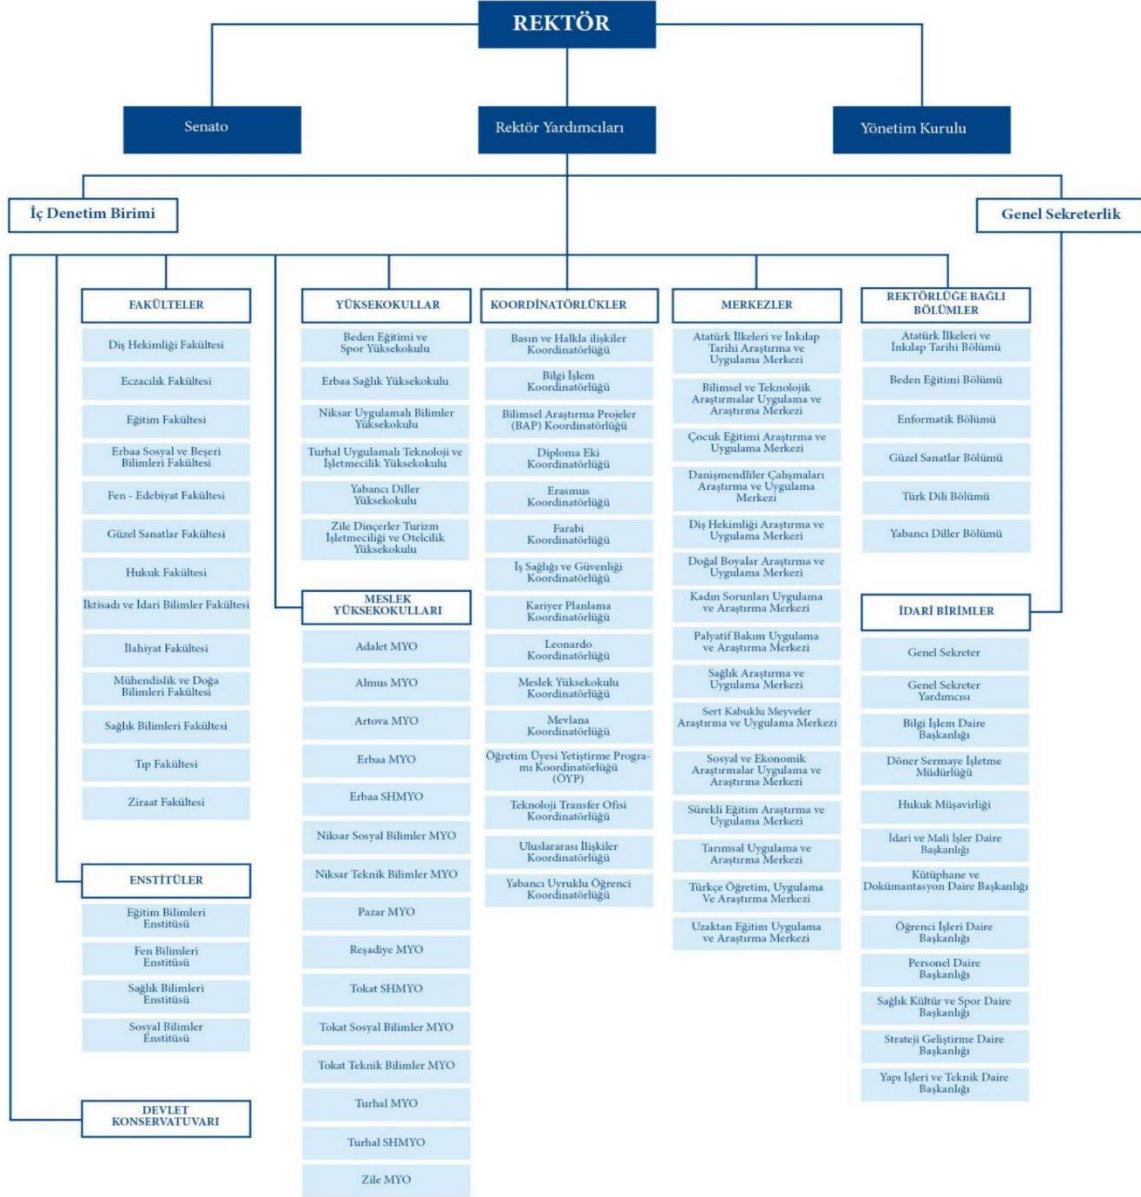 REKTÖR
Senato
Rektör Yardımcıları
Yönetim Kurulu
İç Denetim Birimi
Genel Sekreterlik
FAKÜLTELER
Diş Hekimliği Fakültesi
Eczacılık Fakültesi
Eğitim Fakültesi
Erbaa Sosyal ve Beşeri
Bilimleri Fakültesi
Fen - Edebiyat Fakültesi
Güzel Sanatlar Fakültesi
Hukuk Fakültesi
İktisadı ve İdari Bilimler Fakültesi
İlahiyat Fakültesi
Mühendislik ve Doğa
Bilimleri Fakültesi
Sağlık Bilimleri Fakültesi
Tıp Fakültesi
Ziraat Fakültesi
ENSTİTÜLER
Eğitim Bilimleri
Enstitüsü
Fen Bilimleri
Enstitüsü
Sağlık Bilimleri
Enstitüsü
Sosyal Bilimler
Enstitüsü
DEVLET
KONSERVATUVARI
YÜKSEKOKULLAR
Beden Eğitimi ve
Spor Yüksekokulu
Erbaa Sağlık Yüksekokulu
Niksar Uygulamalı Bilimler
Yüksekokulu
Turhal Uygulamalı Teknoloji ve
İşletmecilik Yüksekokulu
Yabancı Diller
Yüksekokulu
Zile Dinçerler Turizm
İşletmeciliği ve Otelcilik
Yüksekokulu
MESLEK
YÜKSEKOKULLARI
Adalet MYO
Almus MYO
Artova MYO
Erbaa MYO
Erbaa SHMYO
Niksar Sosyal Bilimler MYO
Niksar Teknik Bilimler MYO
Pazar MYO
Reşadiye MYO
Tokat SHMYO
Tokat Sosyal Bilimler MYO
Tokat Teknik Bilimler MYO
Turhal MYO
Turhal SHMYO
Zile MYO
KOORDİNATÖRLÜKLER
Basın ve Halkla ilişkiler
Koordinatörlüğü
Bilgi İşlem
Koordinatörlüğü
Bilimsel Araştırma Projeler
(BAP) Koordinatörlüğü
Diploma Eki
Koordinatörlüğü
Erasmus
Koordinatörlüğü
Farabi
Koordinatörlüğü
İş Sağlığı ve Güvenliği
Koordinatörlüğü
Kariyer Planlama
Koordinatörlüğü
Leonardo
Koordinatörlüğü
Meslek Yüksekokulu
Koordinatörlüğü
Mevlana
Koordinatörlüğü
Öğretim Üyesi Yetiştirme Progra-
mı Koordinatörlüğü
(ÖYP)
Teknoloji Transfer Ofisi
Koordinatörlüğü
Uluslararası İlişkiler
Koordinatörlüğü
Yabancı Uyruklu Öğrenci
Koordinatörlüğü
MERKEZLER
Atatürk İlkeleri ve İnkılap
Tarihi Araştırma ve
Uygulama Merkezi
Bilimsel ve Teknolojik
Araştırmalar Uygulama ve
Araştırma Merkezi
Çocuk Eğitimi Araştırma ve
Uygulama Merkezi
Danişmendliler Çalışmaları
Araştırma ve Uygulama
Merkezi
Diş Hekimliği Araştırma ve
Uygulama Merkezi
Doğal Boyalar Araştırma ve
Uygulama Merkezi
Kadın Sorunları Uygulama
ve Araştırma Merkezi
Palyatif Bakım Uygulama
ve Araştırma Merkezi
Sağlık Araştırma ve
Uygulama Merkezi
Sert Kabuklu Meyveler
Araştırma ve Uygulama Merkezi
Sosyal ve Ekonomik
Araştırmalar Uygulama ve
Araştırma Merkezi
Sürekli Eğitim Araştırma ve
Uygulama Merkezi
Tarımsal Uygulama ve
Araştırma Merkezi
Türkçe Öğretim, Uygulama
Ve Araştırma Merkezi
Uzaktan Eğitim Uygulama
ve Araştırma Merkezi
REKTÖRLÜĞE BAĞLI
BÖLÜMLER
Atatürk İlkeleri ve
İnkılap Tarihi Bölümü
Beden Eğitimi Bölümü
Enformatik Bölümü
Güzel Sanatlar Bölümü
Türk Dili Bölümü
Yabancı Diller Bölümü
İDARİ BİRİMLER
Genel Sekreter
Genel Sekreter
Yardımcısı
Bilgi İşlem Daire
Başkanlığı
Döner Sermaye İşletme
Müdürlüğü
Hukuk Müşavirliği
İdari ve Mali İşler Daire
Başkanlığı
Kütüphane ve
Dokümantasyon Daire Başkanlığı
Öğrenci İşleri Daire
Başkanlığı
Personel Daire
Başkanlığı
Sağlık Kültür ve Spor Daire
Başkanlığı
Strateji Geliştirme Daire
Başkanlığı
Yapı İşleri ve Teknik Daire
Başkanlığı